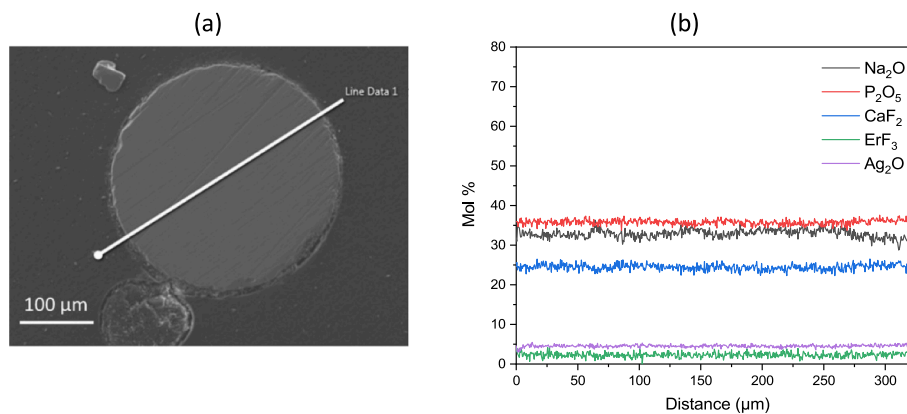 (a)
Line Data 1
100 µm
(b)
Mol %
80
70
60
50
40
30
20
10
0
Na₂O
P₂O₅
CaF₂
ErF₃
Ag₂O
0
50
100
150
200
250
300
Distance (µm)